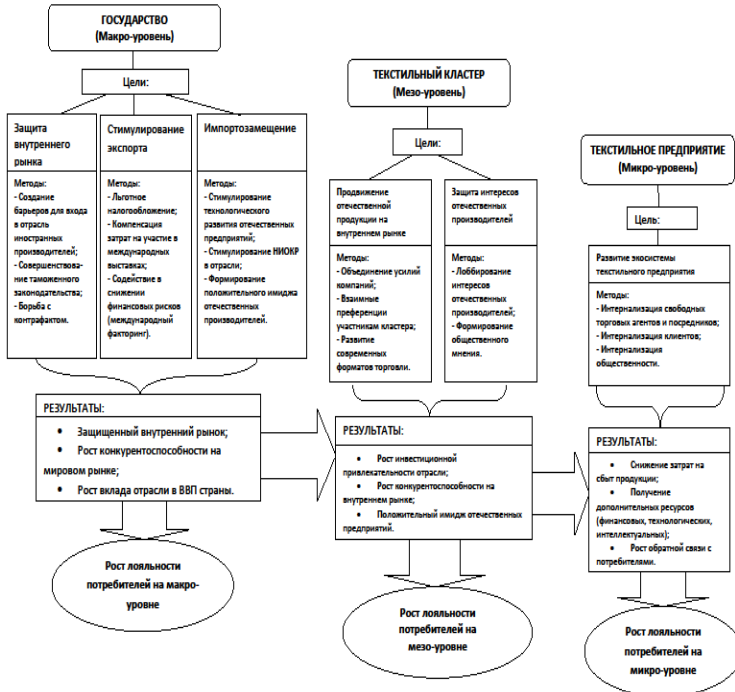 ГОСУДАРСТВО
(Макро-уровень)
Цели:
Защита
внутреннего
рынка
Методы:
- Создание
барьеров для входа
в отрасль
иностранных
производителей;
- Совершенствова-
ние таможенного
законодательства;
- Борьба с
контрафактом.
Стимулирование
экспорта
Методы:
- Льготное
налогообложение;
- Компенсация
затрат на участие в
международных
выставках;
- Содействие в
снижении
финансовых рисков
(международный
факторинг).
Импортозамещение
Методы:
- Стимулирование
технологического
развития отечественных
предприятий;
- Стимулирование НИОКР
в отрасли;
- Формирование
положительного имиджа
отечественных
производителей.
РЕЗУЛЬТАТЫ:
• Защищенный внутренний рынок;
• Рост конкурентоспособности на
мировом рынке;
• Рост вклада отрасли в ВВП страны.
Рост лояльности
потребителей на макро-
уровне
ТЕКСТИЛЬНЫЙ КЛАСТЕР
(Мезо-уровень)
Цели:
Продвижение
отечественной
продукции на
внутреннем рынке
Методы:
- Объединение усилий
компаний;
- Взаимные
преференции
участникам кластера;
- Развитие
современных
форматов торговли.
Защита интересов
отечественных
производителей
Методы:
- Лоббирование
интересов
отечественных
производителей;
- Формирование
общественного
мнения.
РЕЗУЛЬТАТЫ:
• Рост инвестиционной
привлекательности отрасли;
• Рост конкурентоспособности на
внутреннем рынке;
• Положительный имидж отечественных
предприятий.
Рост лояльности
потребителей на
мезо-уровне
ТЕКСТИЛЬНОЕ ПРЕДПРИЯТИЕ
(Микро-уровень)
Цель:
Развитие экосистемы
текстильного предприятия
Методы:
- Интернализация свободных
торговых агентов и посредников;
- Интернализация клиентов;
- Интернализация
общественности.
РЕЗУЛЬТАТЫ:
• Снижение затрат на
сбыт продукции;
• Получение
дополнительных ресурсов
(финансовых, технологических,
интеллектуальных);
• Рост обратной связи с
потребителями.
Рост лояльности
потребителей на
микро-уровне